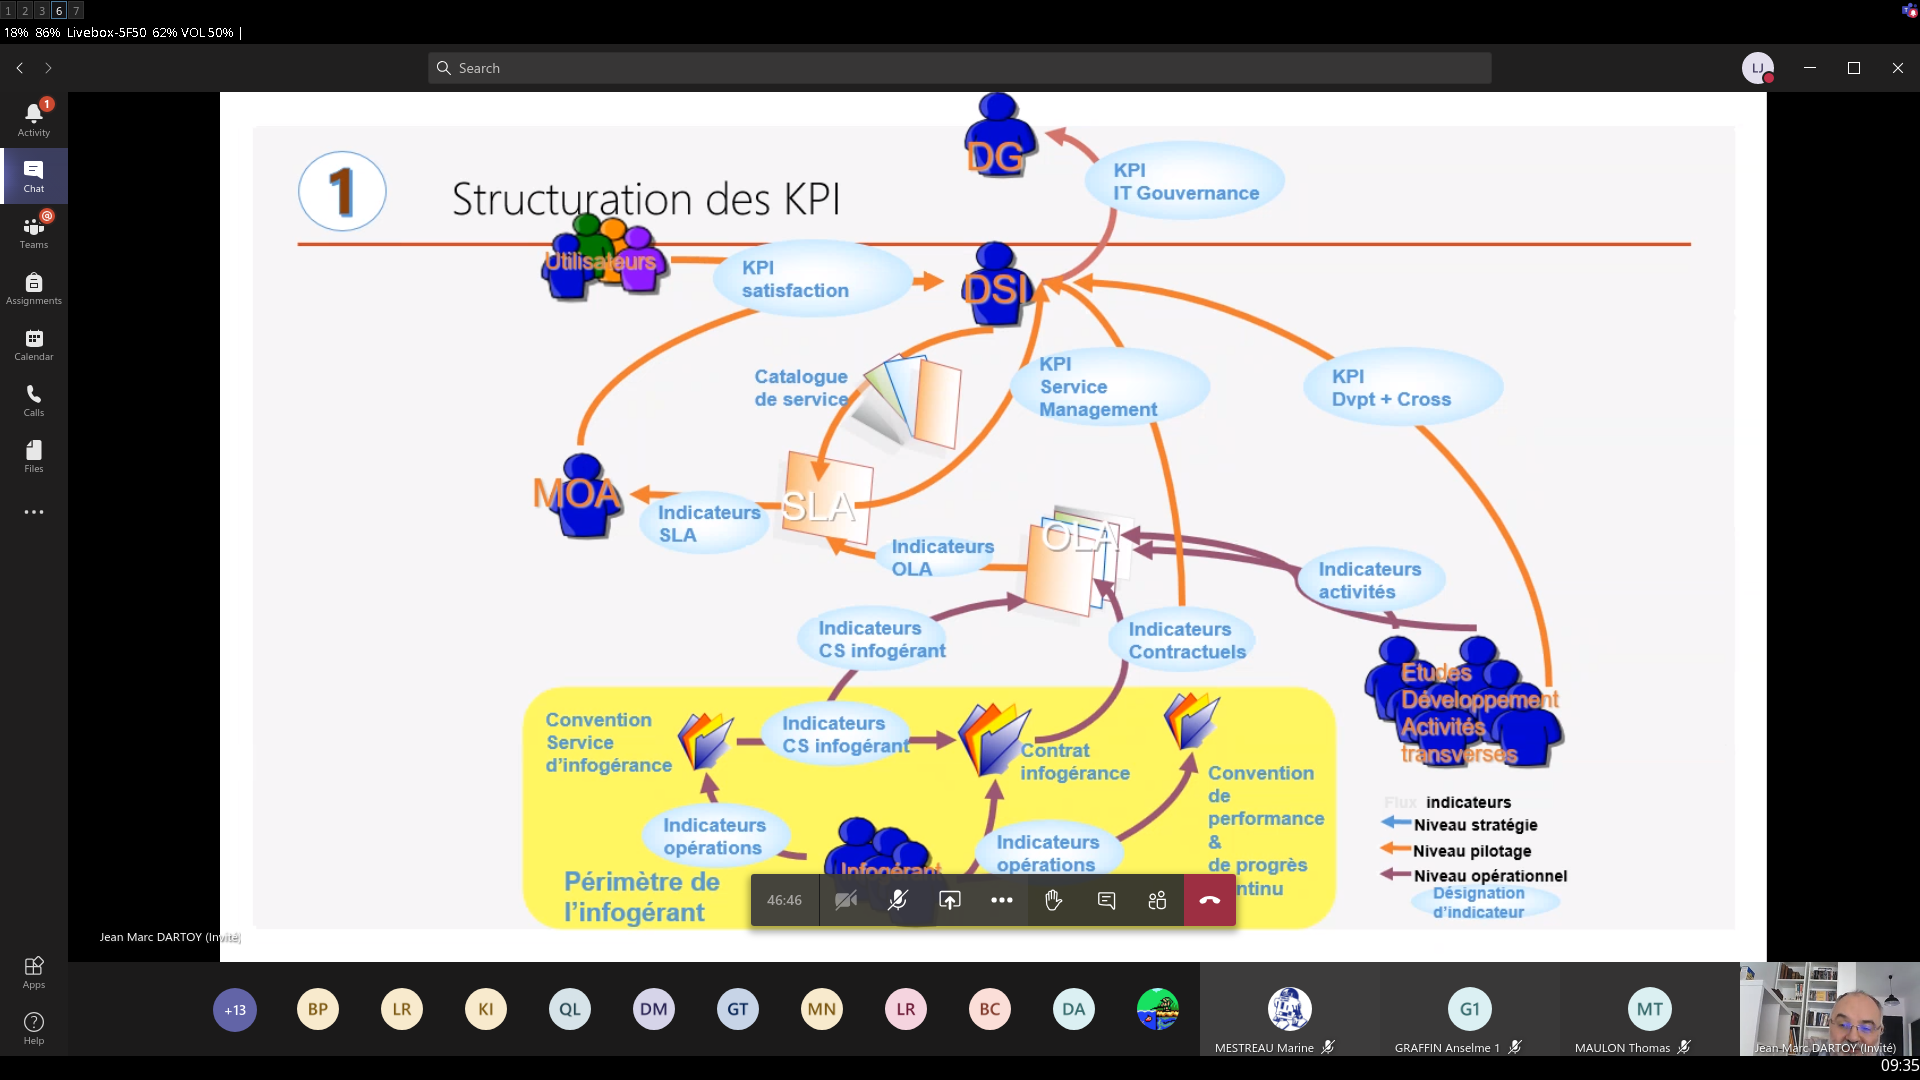 1 2 3 6 7
18% 86% Livebox-5F50 62% VOL 50% |
Search
LJ
1
Activity
Chat
@
Teams
Assignments
Calendar
Calls
Files
Apps
Help
1
Structuration des KPI
DG
KPI
IT Gouvernance
Utilisateurs
KPI
satisfaction
DSI
Catalogue
de service
KPI
Service
Management
KPI
Dvpt + Cross
MOA
Indicateurs
SLA
SLA
Indicateurs
OLA
OLA
Indicateurs
activités
Indicateurs
CS infogérant
Indicateurs
Contractuels
Etudes
Développement
Activités
transverses
Convention
Service
d'infogérance
Indicateurs
CS infogérant
Contrat
infogérance
Convention
de
performance
&
de progrès
ntinu
Indicateurs
opérations
Infogérant
Indicateurs
opérations
Périmètre de
l'infogérant
Flux indicateurs
Niveau stratégie
Niveau pilotage
Niveau opérationnel
Désignation
d'indicateur
46:46
Jean Marc DARTOY (Invité)
+13 BP LR KI QL DM GT MN LR BC DA
MESTREAU Marine
G1
GRAFFIN Anselme 1
MT
MAULON Thomas
Jean Marc DARTOY (Invité)
09:35